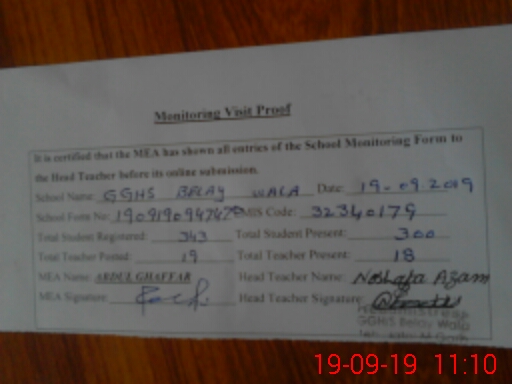 Monitoring Visit Proof
It is certified that the MEA has shown all entries of the School Monitoring Form to
the Head Teacher before its online submission.
School Name: GGHS BELAY WALA Date: 19-09-2019
School Form No: EMIS Code: 32340179
Total Student Registered: 343 Total Student Present: 300
Total Teacher Posted: 19 Total Teacher Present: 18
MEA Name: ABDUL GHAFFAR Head Teacher Name: Noshafa Azam
MEA Signature: Head Teacher Signature:
Headmistress
GGHS Belay Wala
19-09-19 11:10